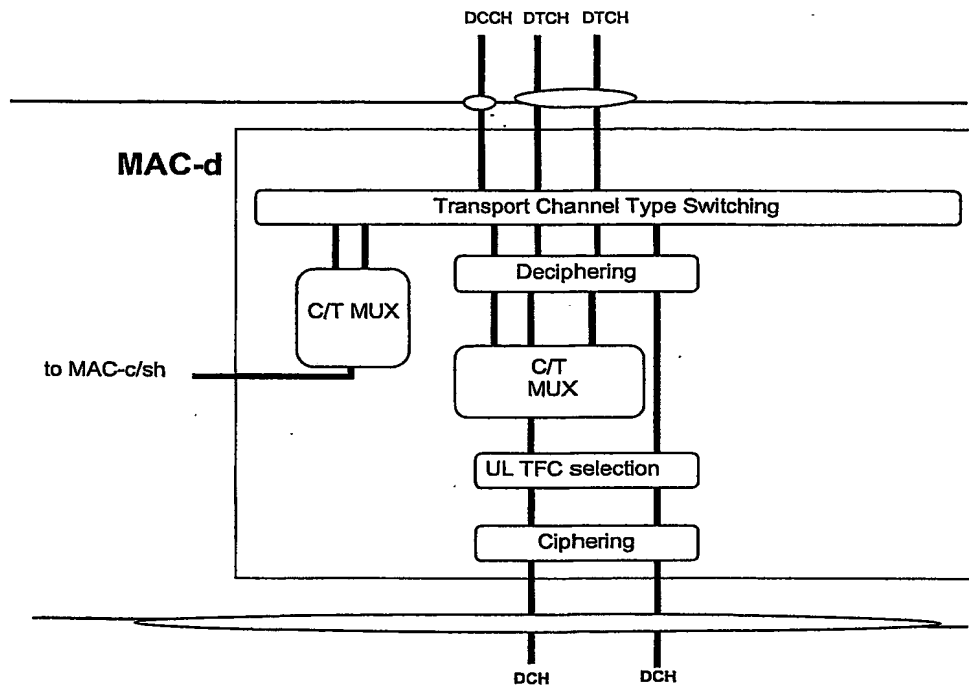 DCCH DTCH DTCH
MAC-d
Transport Channel Type Switching
Deciphering
C/T MUX
to MAC-c/sh
C/T
MUX
UL TFC selection
Ciphering
DCH
DCH